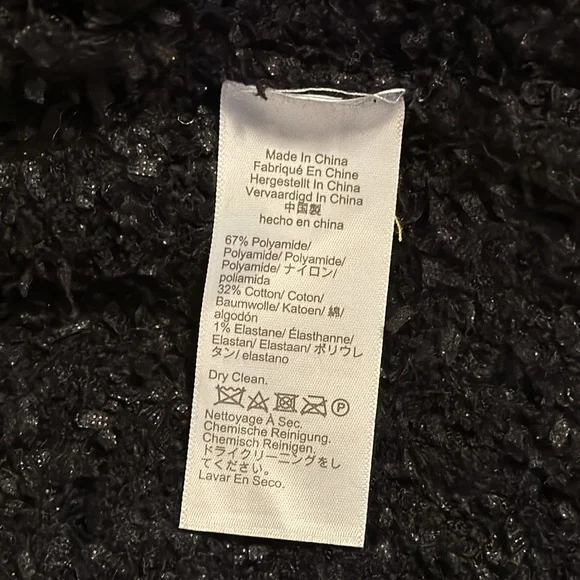 Made In China
Fabriqué En Chine
Hergestellt In China
Vervaardigd In China
中国製
hecho en china
67% Polyamide/
Polyamide/ Polyamide/
Polyamide/ ナイロン/
poliamida
32% Cotton/ Coton/
Baumwolle/ Katoen/ 綿/
algodón
1% Elastane/ Élasthanne/
Elastan/ Elastaan/ ポリウレ
タン/ elastano
Dry Clean.
P
Nettoyage À Sec.
Chemische Reinigung.
Chemisch Reinigen.
ドライクリーニングをし
てください。
Lavar En Seco.